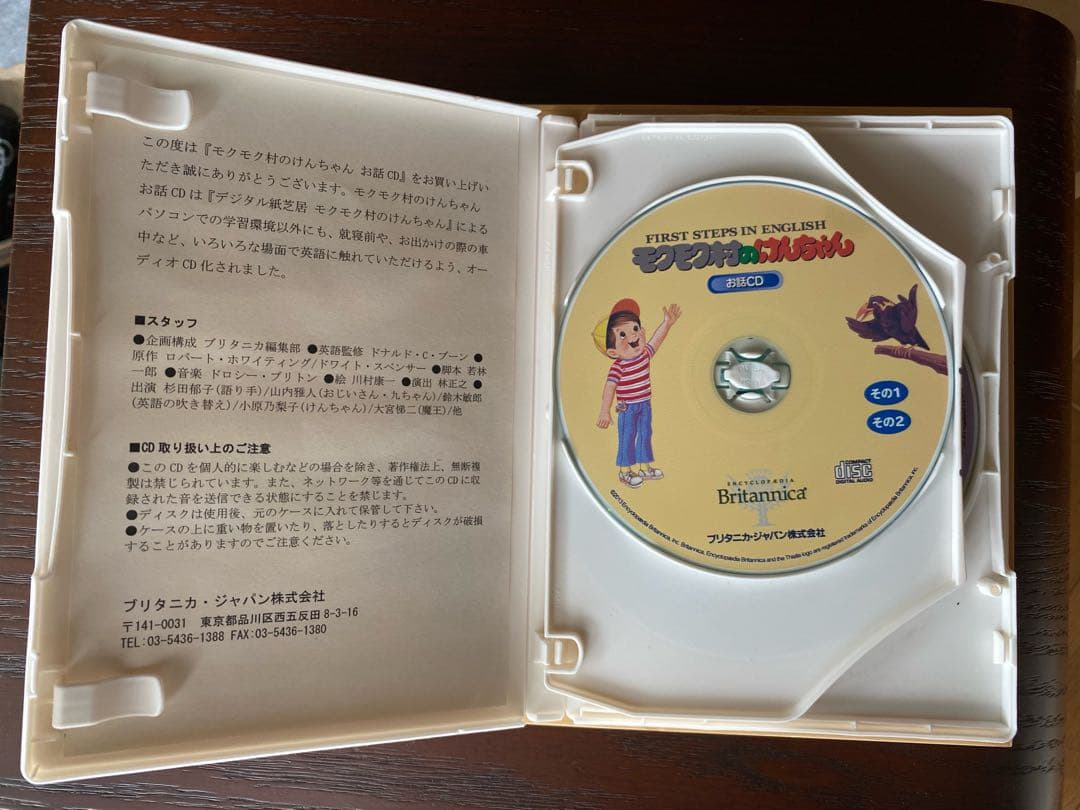 この度は『モクモク村のけんちゃん お話CD』をお買い上げい
ただき誠にありがとうございます。モクモク村のけんちゃん
お話CDは『デジタル紙芝居 モクモク村のけんちゃん』による
パソコンでの学習環境以外にも、就寝前や、お出かけの際の車
中など、いろいろな場面で英語に触れていただけるよう、オー
ディオCD化されました。
■スタッフ
●企画構成 ブリタニカ編集部 ●英語監修 ドナルド・C・ブーン ●
原作 ロバート・ホワイティング/ドワイト・スペンサー ●脚本 若林
一郎 ●音楽 ドロシー・ブリトン ●絵 川村康一 ●演出 林正之 ●
出演 杉田郁子(語り手)/山内雅人(おじいさん・九ちゃん)/鈴木敏郎
(英語の吹き替え)/小原乃梨子(けんちゃん)/大宮悌二(魔王)/他
■CD取り扱い上のご注意
●このCDを個人的に楽しむなどの場合を除き、著作権法上、無断複
製は禁じられています。また、ネットワーク等を通じてこのCDに収
録された音を送信できる状態にすることを禁じます。
●ディスクは使用後、元のケースに入れて保管して下さい。
●ケースの上に重い物を置いたり、落としたりするとディスクが破損
することがありますのでご注意ください。
ブリタニカ・ジャパン株式会社
〒141-0031 東京都品川区西五反田8-3-16
TEL:03-5436-1388 FAX:03-5436-1380
FIRST STEPS IN ENGLISH
モクモク村のけんちゃん
お話CD
その1
その2
COMPACT
disc
DIGITAL AUDIO
ENCYCLOPÆDIA
Britannica
ブリタニカ・ジャパン株式会社
©2013 Encyclopædia Britannica, Inc. Britannica, Encyclopædia Britannica and the Thistle logo are registered trademarks of Encyclopædia Britannica, Inc.